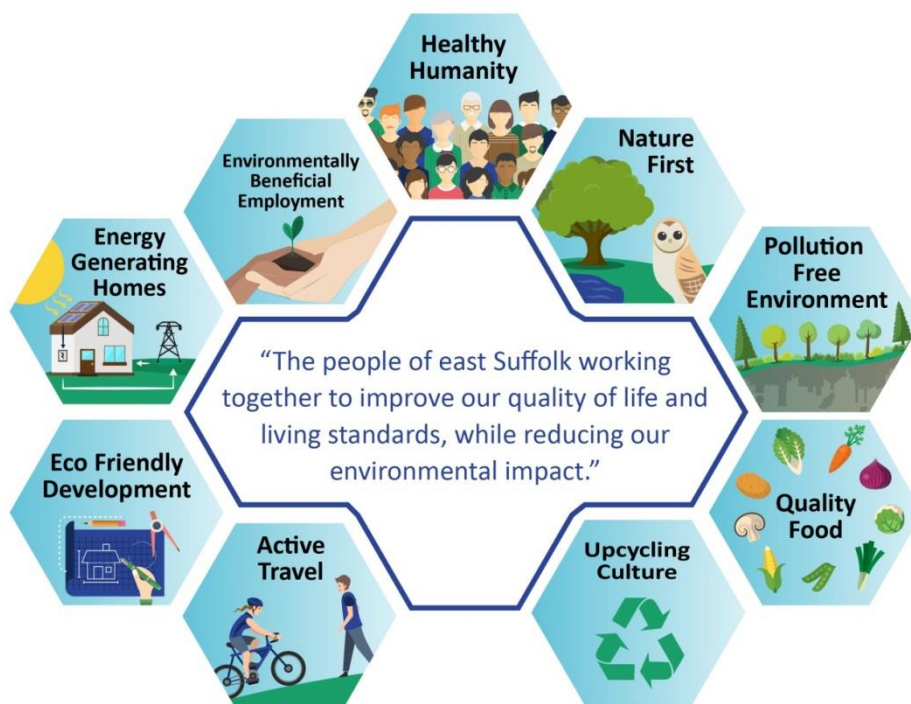 Healthy
Humanity
Environmentally
Beneficial
Employment
Nature
First
Energy
Generating
Homes
Pollution
Free
Environment
“The people of east Suffolk working
together to improve our quality of life and
living standards, while reducing our
environmental impact.”
Eco Friendly
Development
Quality
Food
Active
Travel
Upcycling
Culture